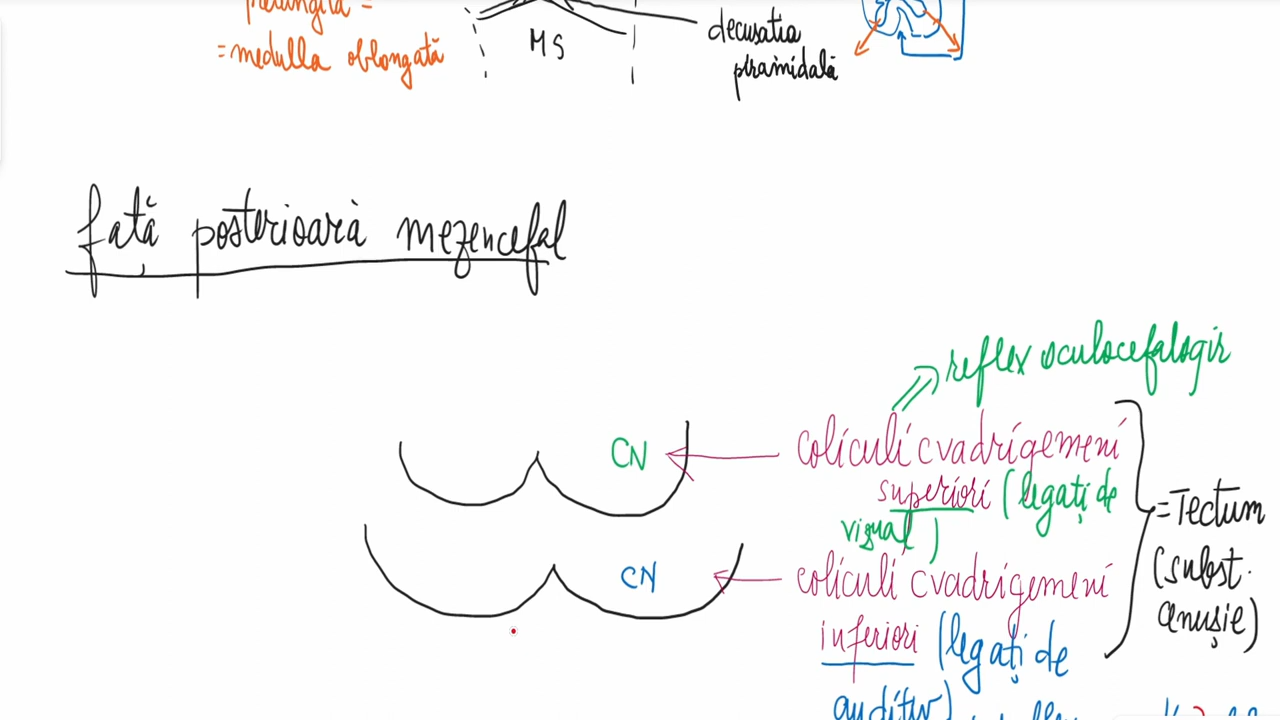 = medulla oblongată
MS
decusatia
piramidală
față posterioară mezencefal
reflex oculocefalogir
CN
coliculi cvadrigemeni
superiori (legați de
vizual)
= Tectum
(subst.
cenușie)
CN
coliculi cvadrigemeni
inferiori (legați de
auditiv)